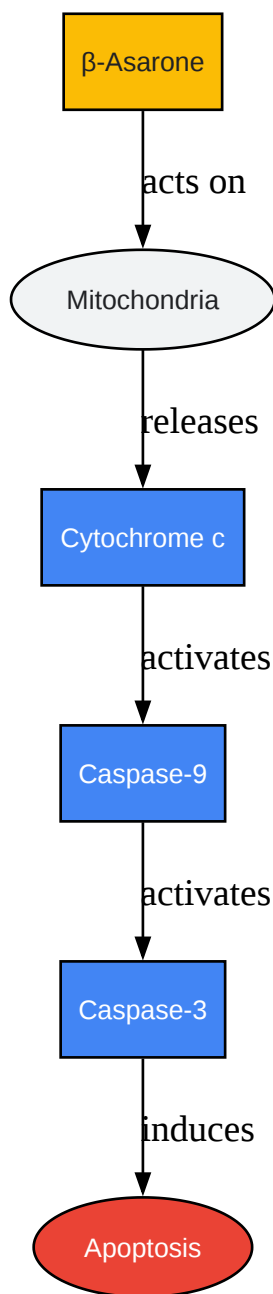 β-Asarone
acts on
Mitochondria
releases
Cytochrome c
activates
Caspase-9
activates
Caspase-3
induces
Apoptosis